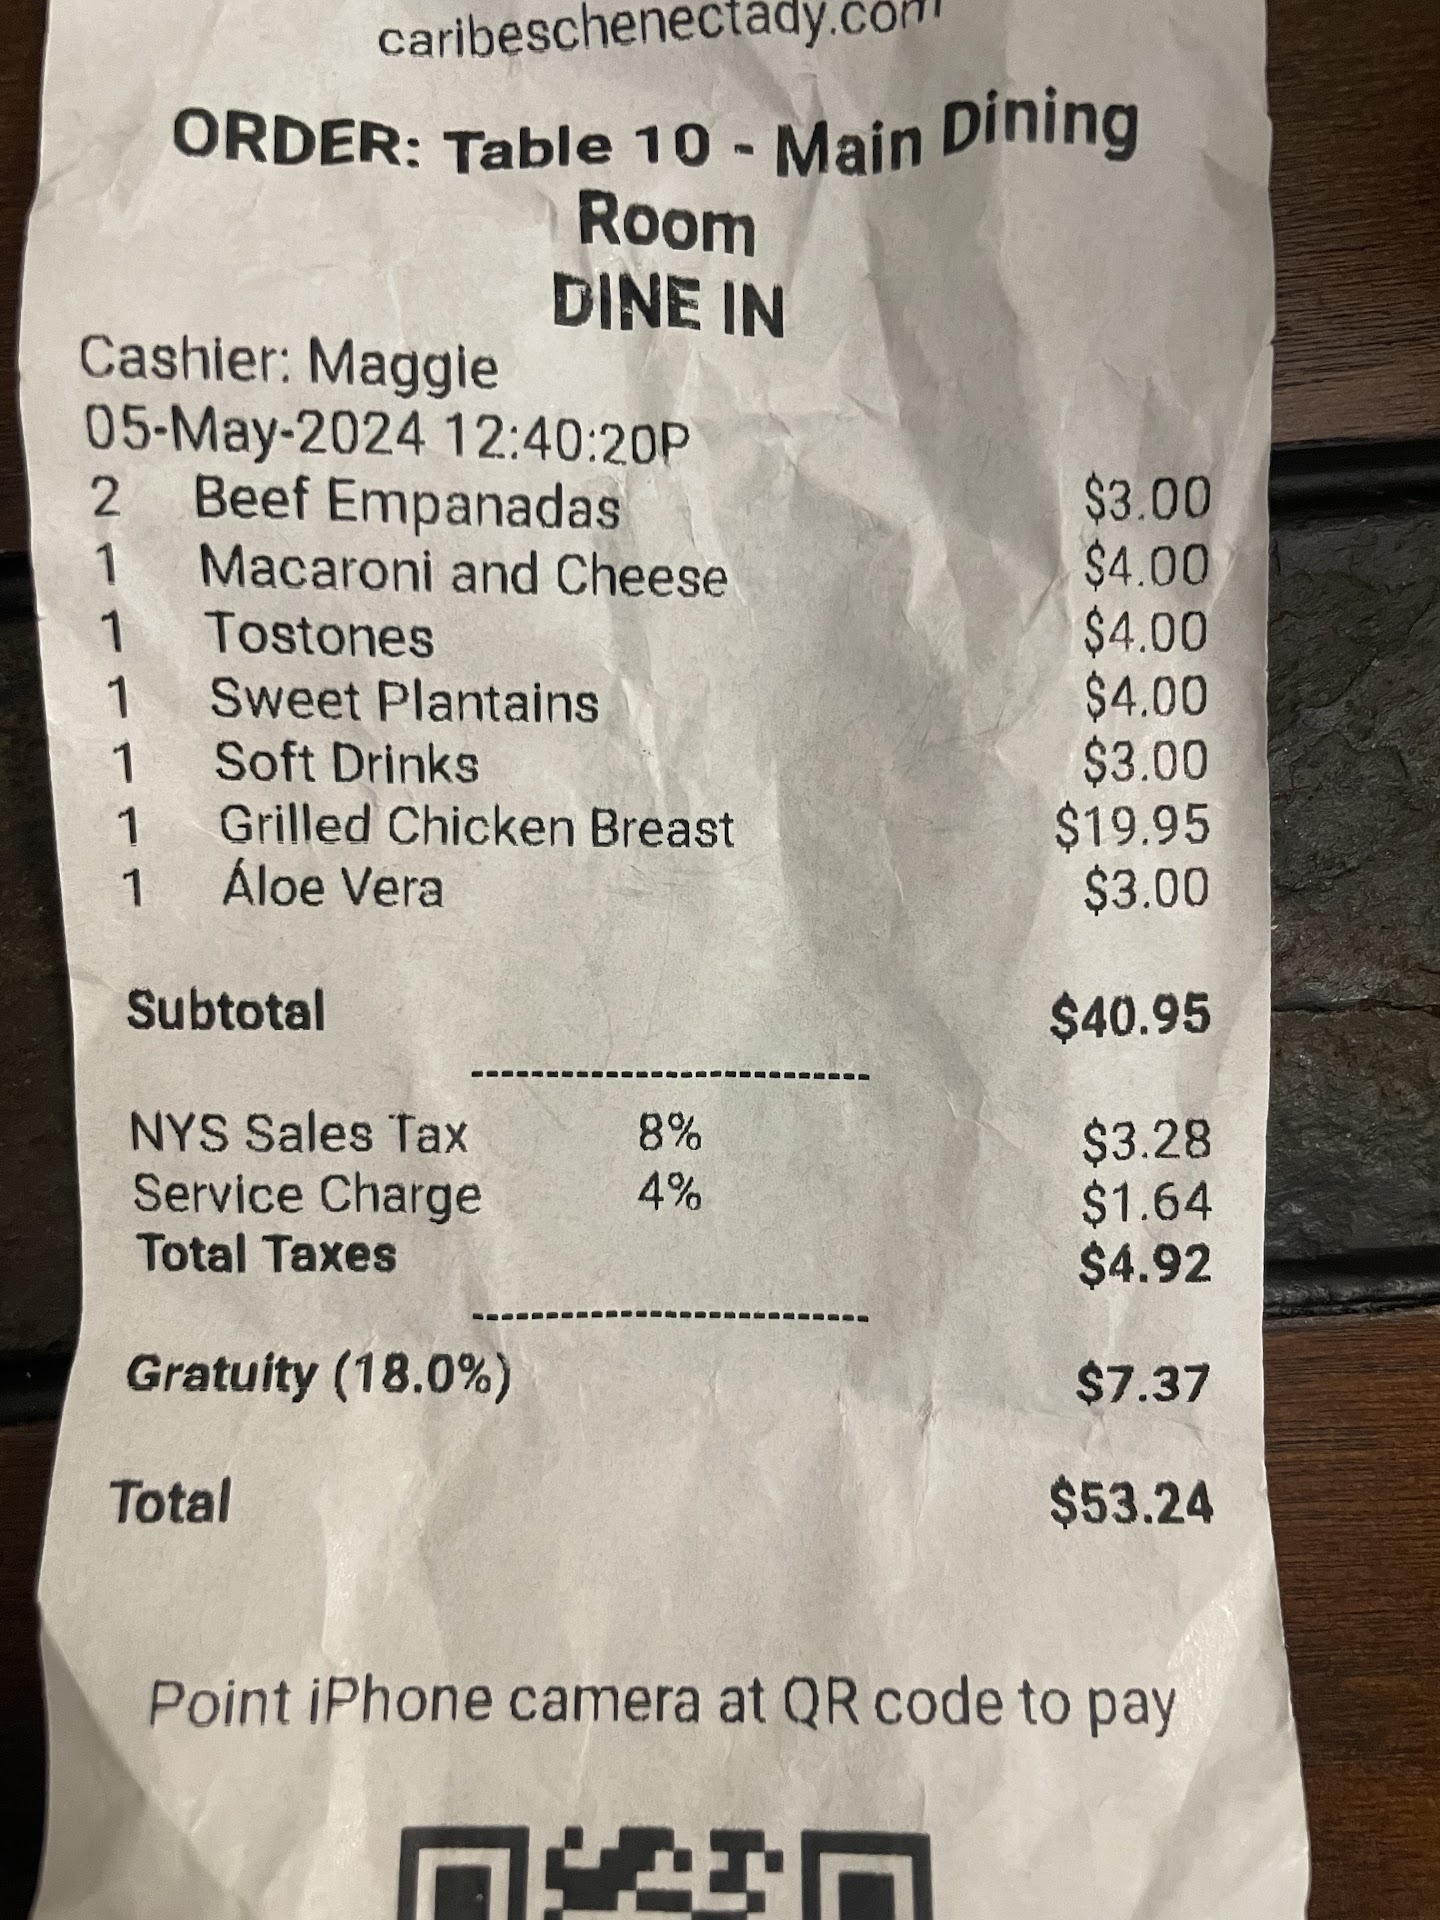 caribeschenectady.com
ORDER: Table 10 - Main Dining
Room
DINE IN
Cashier: Maggie
05-May-2024 12:40:20P
2 Beef Empanadas $3.00
1 Macaroni and Cheese $4.00
1 Tostones $4.00
1 Sweet Plantains $4.00
1 Soft Drinks $3.00
1 Grilled Chicken Breast $19.95
1 Áloe Vera $3.00
Subtotal $40.95
--------------------------------
NYS Sales Tax 8% $3.28
Service Charge 4% $1.64
Total Taxes $4.92
--------------------------------
Gratuity (18.0%) $7.37
Total $53.24
Point iPhone camera at QR code to pay